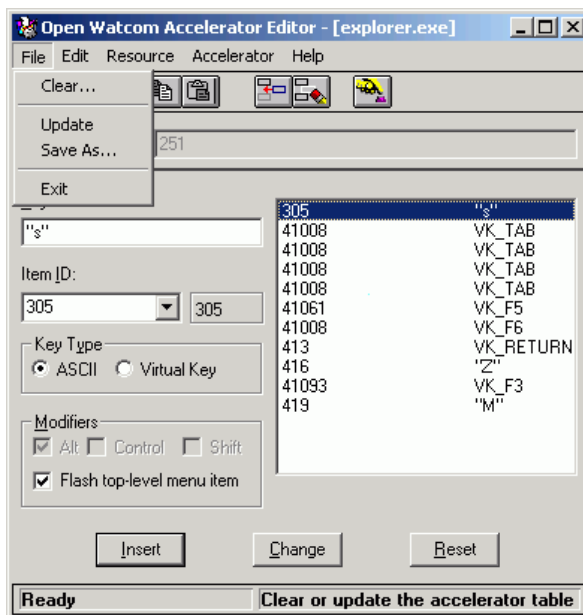 Open Watcom Accelerator Editor - [explorer.exe]
File Edit Resource Accelerator Help
Clear...
Update
Save As...
Exit
251
"s"
Item ID:
305 305
Key Type
ASCII Virtual Key
Modifiers
Alt Control Shift
Flash top-level menu item
305 "s"
41008 VK_TAB
41008 VK_TAB
41008 VK_TAB
41008 VK_TAB
41061 VK_F5
41008 VK_F6
413 VK_RETURN
416 "Z"
41093 VK_F3
419 "M"
Insert Change Reset
Ready Clear or update the accelerator table